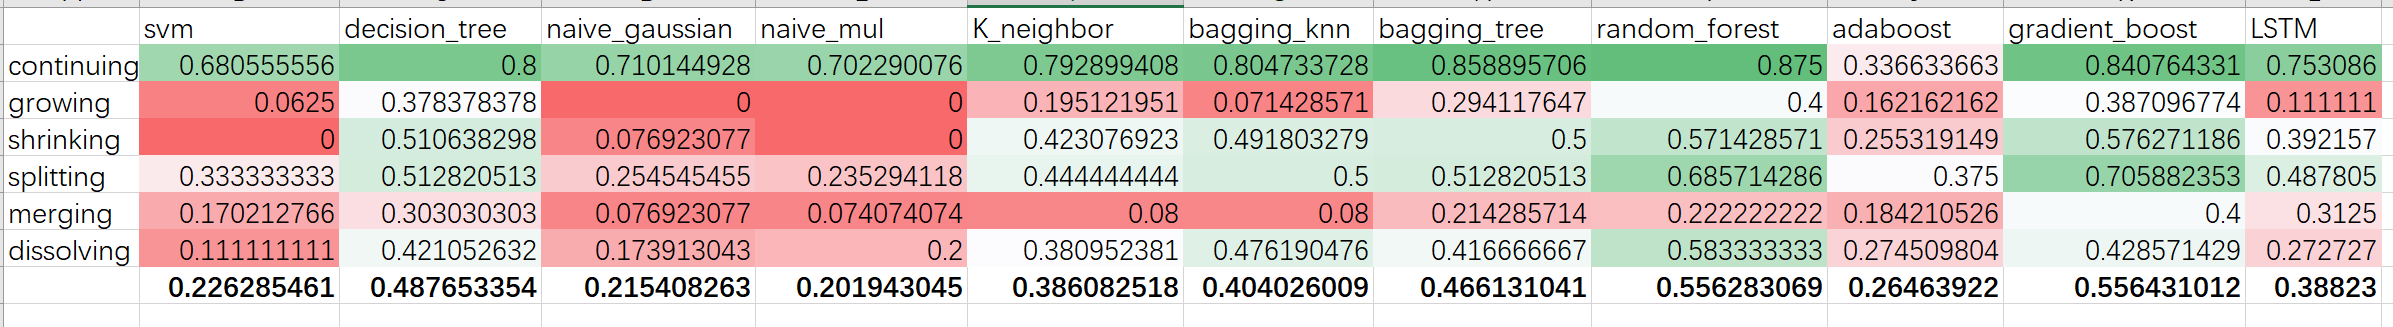 svm decision_tree naive_gaussian naive_mul K_neighbor bagging_knn bagging_tree random_forest adaboost gradient_boost LSTM
continuing 0.680555556 0.8 0.710144928 0.702290076 0.792899408 0.804733728 0.858895706 0.875 0.336633663 0.840764331 0.753086
growing 0.0625 0.378378378 0 0 0.195121951 0.071428571 0.294117647 0.4 0.162162162 0.387096774 0.111111
shrinking 0 0.510638298 0.076923077 0 0.423076923 0.491803279 0.5 0.571428571 0.255319149 0.576271186 0.392157
splitting 0.333333333 0.512820513 0.254545455 0.235294118 0.444444444 0.5 0.512820513 0.685714286 0.375 0.705882353 0.487805
merging 0.170212766 0.303030303 0.076923077 0.074074074 0.08 0.08 0.214285714 0.222222222 0.184210526 0.4 0.3125
dissolving 0.111111111 0.421052632 0.173913043 0.2 0.380952381 0.476190476 0.416666667 0.583333333 0.274509804 0.428571429 0.272727
0.226285461 0.487653354 0.215408263 0.201943045 0.386082518 0.404026009 0.466131041 0.556283069 0.26463922 0.556431012 0.38823